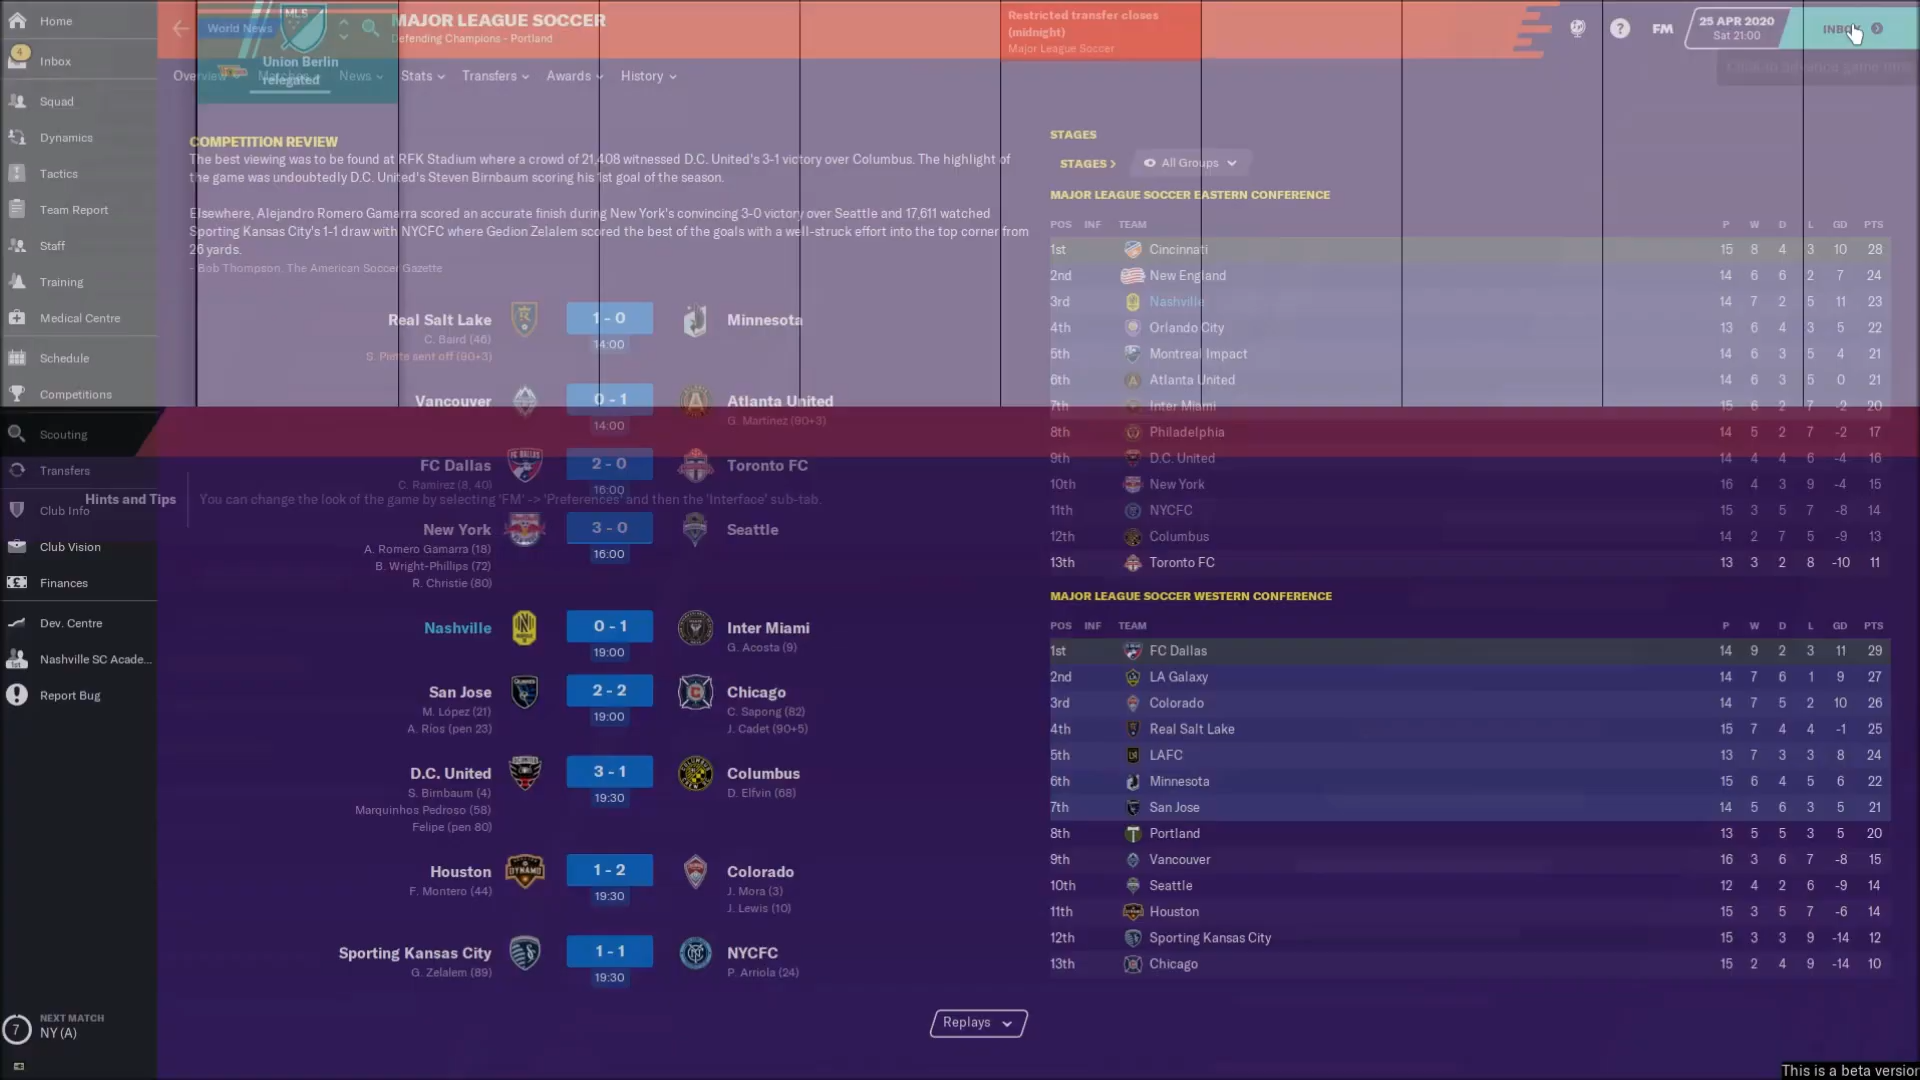 Home
Inbox
4
Squad
Dynamics
Tactics
Team Report
Staff
Training
Medical Centre
Schedule
Competitions
Scouting
Transfers
Club Info
Club Vision
Finances
Dev. Centre
Nashville SC Acade...
Report Bug
NEXT MATCH
7 NY (A)
World News
MLS
MAJOR LEAGUE SOCCER
Defending Champions - Portland
Union Berlin
relegated
Restricted transfer closes
(midnight)
Major League Soccer
FM
25 APR 2020
Sat 21:00
Overview News Stats Transfers Awards History
COMPETITION REVIEW
The best viewing was to be found at RFK Stadium where a crowd of 21,408 witnessed D.C. United's 3-1 victory over Columbus. The highlight of
the game was undoubtedly D.C. United's Steven Birnbaum scoring his 1st goal of the season.
Elsewhere, Alejandro Romero Gamarra scored an accurate finish during New York's convincing 3-0 victory over Seattle and 17,611 watched
Sporting Kansas City's 1-1 draw with NYCFC where Gedion Zelalem scored the best of the goals with a well-struck effort into the top corner from
26 yards.
- Bob Thompson, The American Soccer Gazette
Real Salt Lake 1 - 0 Minnesota
C. Baird (46) 14:00
sent off (90+3)
Vancouver 0 - 1 Atlanta United
14:00 G. Martínez (90+3)
FC Dallas 2 - 0 Toronto FC
C. Ramirez (8, 40) 16:00
Hints and Tips You can change the look of the game by selecting 'FM' -> 'Preferences' and then the 'Interface' sub-tab.
New York 3 - 0 Seattle
A. Romero Gamarra (18) 16:00
B. Wright-Phillips (72)
R. Christie (80)
Nashville 0 - 1 Inter Miami
19:00 G. Acosta (9)
San Jose 2 - 2 Chicago
M. López (21) 19:00 C. Sapong (82)
A. Ríos (pen 23) J. Cadet (90+5)
D.C. United 3 - 1 Columbus
S. Birnbaum (4) 19:30 D. Elfvin (68)
Marquinhos Pedroso (58)
Felipe (pen 80)
Houston 1 - 2 Colorado
F. Montero (44) 19:30 J. Mora (3)
J. Lewis (10)
Sporting Kansas City 1 - 1 NYCFC
G. Zelalem (89) 19:30 P. Arriola (24)
Replays
STAGES
STAGES > All Groups
MAJOR LEAGUE SOCCER EASTERN CONFERENCE
POS INF TEAM P W D L GD PTS
1st Cincinnati 15 8 4 3 10 28
2nd New England 14 6 6 2 7 24
3rd Nashville 14 7 2 5 11 23
4th Orlando City 13 6 4 3 5 22
5th Montreal Impact 14 6 3 5 4 21
6th Atlanta United 14 6 3 5 0 21
7th Inter Miami 15 6 2 7 -2 20
8th Philadelphia 14 5 2 7 -2 17
9th D.C. United 14 4 4 6 -4 16
10th New York 16 4 3 9 -4 15
11th NYCFC 15 3 5 7 -8 14
12th Columbus 14 2 7 5 -9 13
13th Toronto FC 13 3 2 8 -10 11
MAJOR LEAGUE SOCCER WESTERN CONFERENCE
POS INF TEAM P W D L GD PTS
1st FC Dallas 14 9 2 3 11 29
2nd LA Galaxy 14 7 6 1 9 27
3rd Colorado 14 7 5 2 10 26
4th Real Salt Lake 15 7 4 4 -1 25
5th LAFC 13 7 3 3 8 24
6th Minnesota 15 6 4 5 6 22
7th San Jose 14 5 6 3 5 21
8th Portland 13 5 5 3 5 20
9th Vancouver 16 3 6 7 -8 15
10th Seattle 12 4 2 6 -9 14
11th Houston 15 3 5 7 -6 14
12th Sporting Kansas City 15 3 3 9 -14 12
13th Chicago 15 2 4 9 -14 10
This is a beta version